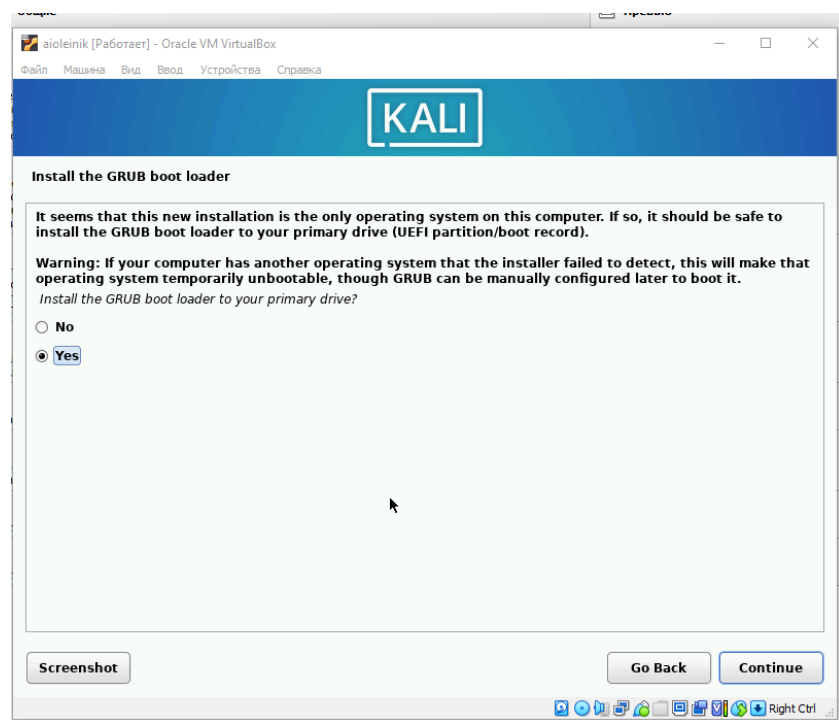 общие
Превью
aioleinik [Работает] - Oracle VM VirtualBox
Файл Машина Вид Ввод Устройства Справка
KALI
Install the GRUB boot loader
It seems that this new installation is the only operating system on this computer. If so, it should be safe to
install the GRUB boot loader to your primary drive (UEFI partition/boot record).
Warning: If your computer has another operating system that the installer failed to detect, this will make that
operating system temporarily unbootable, though GRUB can be manually configured later to boot it.
Install the GRUB boot loader to your primary drive?
No
Yes
Screenshot
Go Back
Continue
Right Ctrl